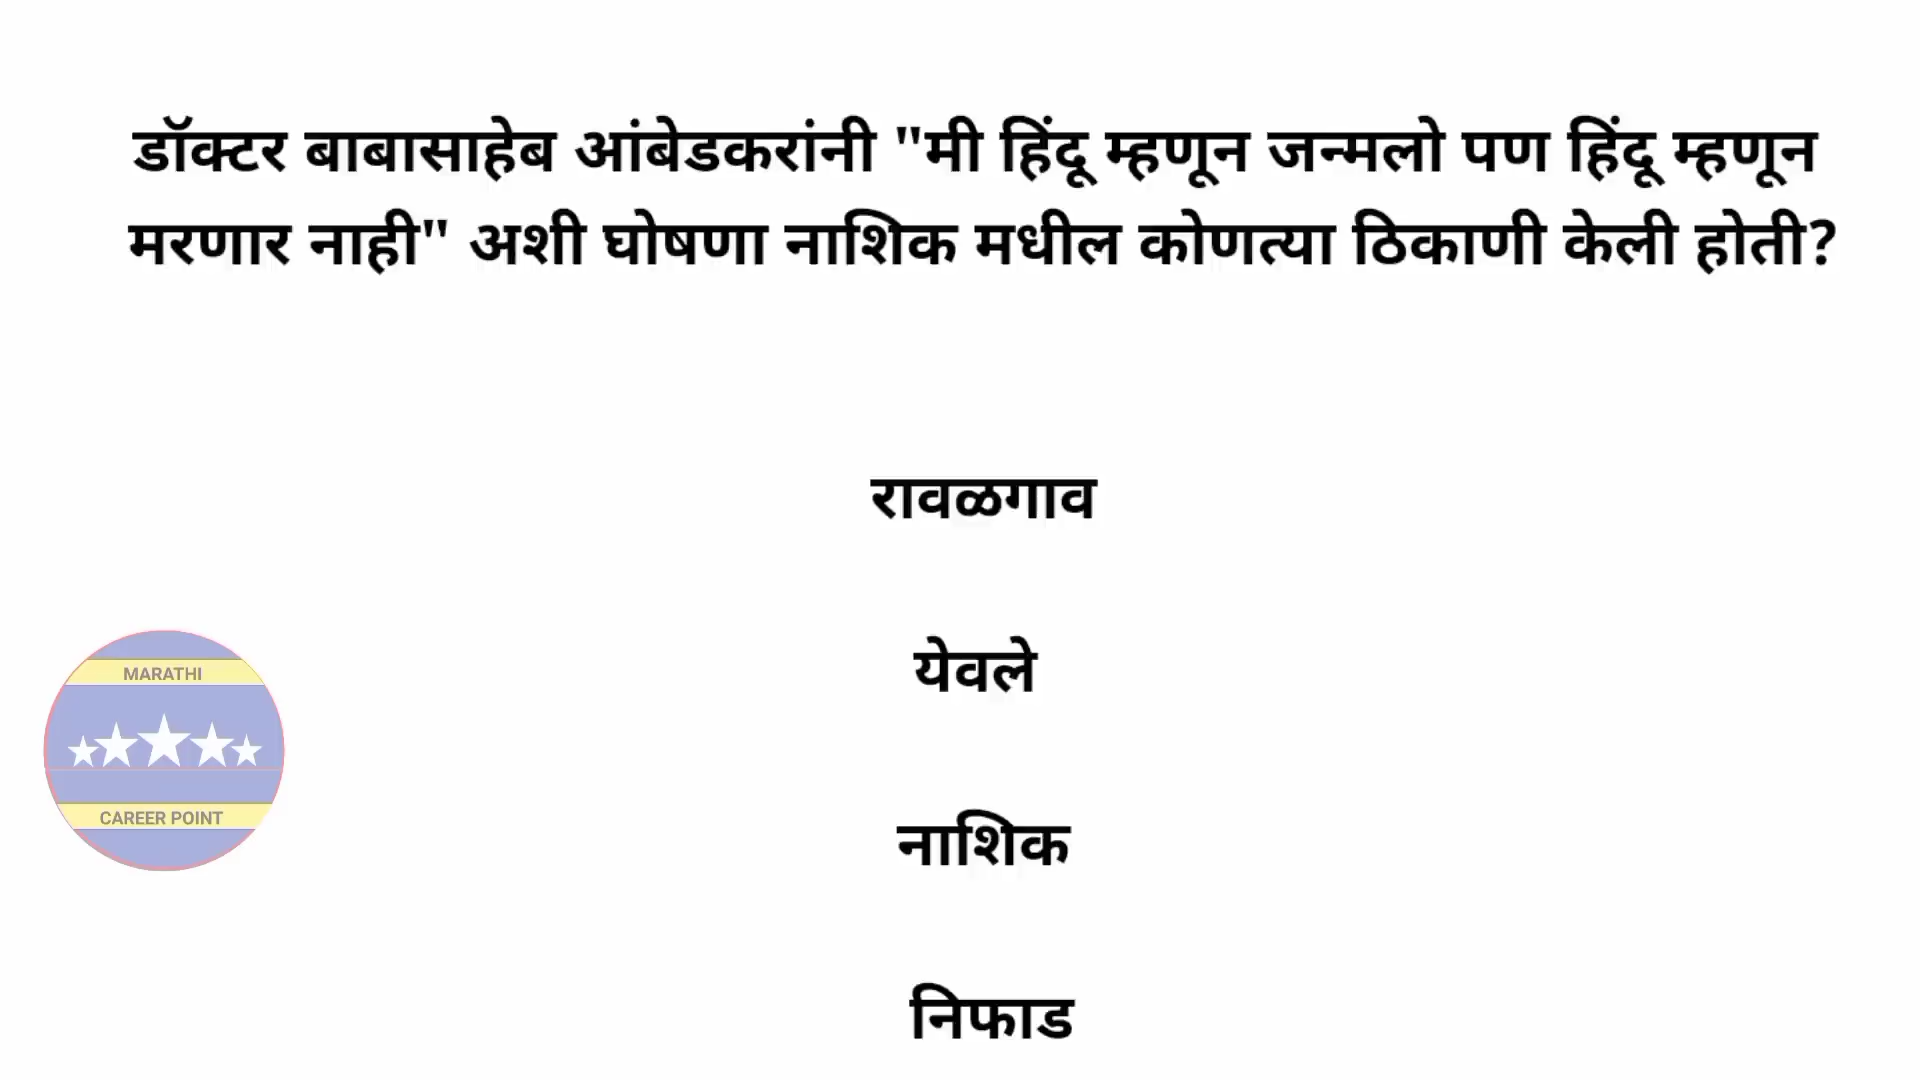 डॉक्टर बाबासाहेब आंबेडकरांनी "मी हिंदू म्हणून जन्मलो पण हिंदू म्हणून
मरणार नाही" अशी घोषणा नाशिक मधील कोणत्या ठिकाणी केली होती?
रावळगाव
येवले
MARATHI
CAREER POINT
नाशिक
निफाड